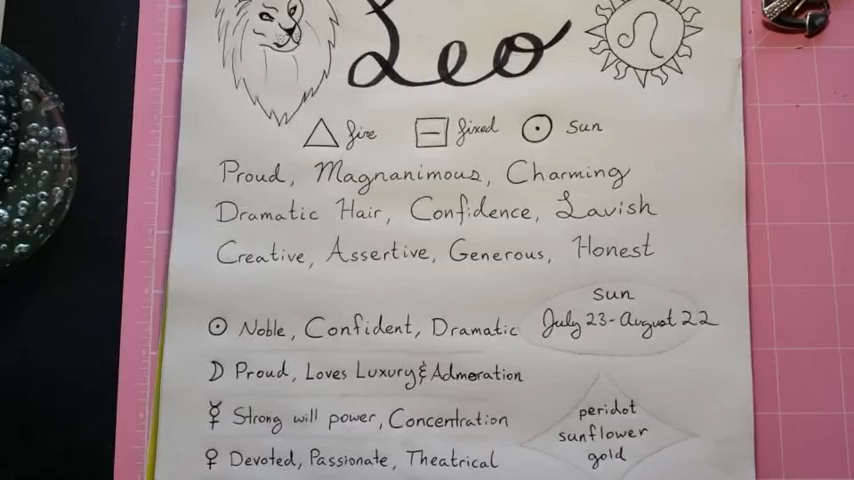 Leo
fire fixed Sun
Proud, Magnanimous, Charming
Dramatic Hair, Confidence, Lavish
Creative, Assertive, Generous, Honest
Sun
July 23-August 22
Noble, Confident, Dramatic
Proud, Loves Luxury & Admoration
Strong will power, Concentration
Devoted, Passionate, Theatrical
peridot
sunflower
gold